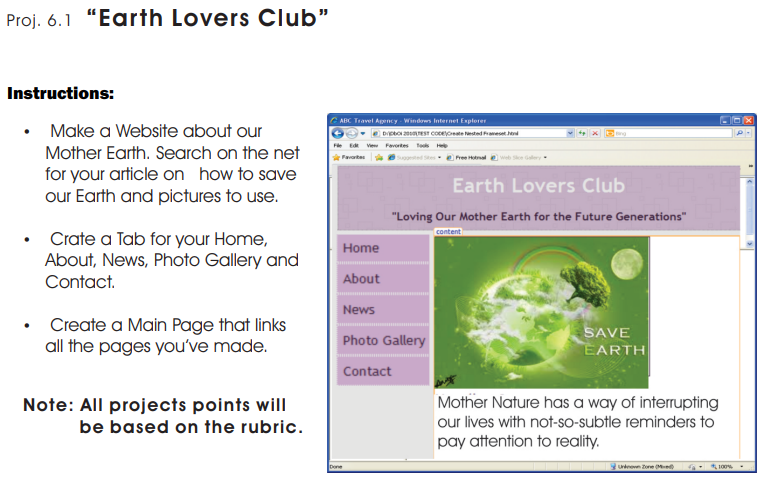 Proj. 6.1 “Earth Lovers Club”
Instructions:
• Make a Website about our
Mother Earth. Search on the net
for your article on how to save
our Earth and pictures to use.
• Crate a Tab for your Home,
About, News, Photo Gallery and
Contact.
• Create a Main Page that links
all the pages you’ve made.
Note: All projects points will
be based on the rubric.
ABC Travel Agency - Windows Internet Explorer
D:\DbOi 2010\TEST CODE\Create Nested Frameset.html
Bing
File Edit View Favorites Tools Help
Favorites Suggested Sites Free Hotmail Web Slice Gallery
Earth Lovers Club
"Loving Our Mother Earth for the Future Generations"
content
Home
About
News
Photo Gallery
Contact
SAVE
EARTH
Mother Nature has a way of interrupting
our lives with not-so-subtle reminders to
pay attention to reality.
Done Unknown Zone (Mixed) 100%